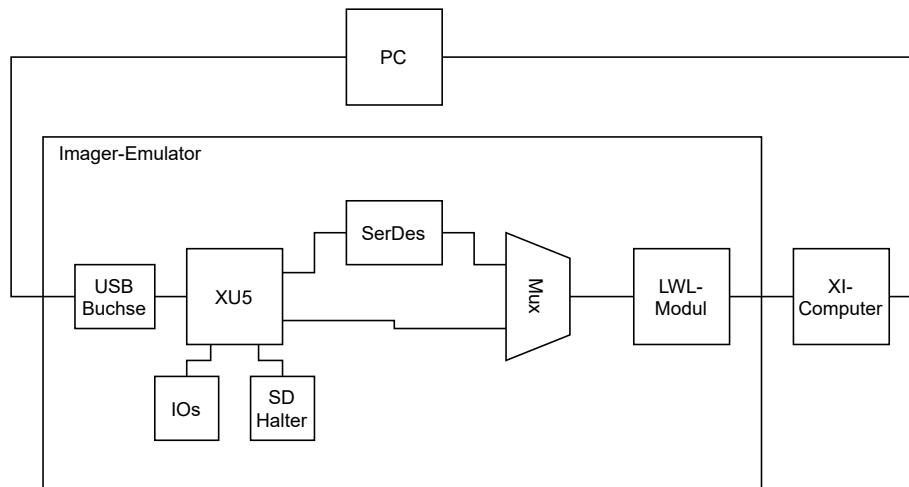 PC
Imager-Emulator
SerDes
USB
Buchse
XU5
Mux
LWL-
Modul
XI-
Computer
IOs
SD
Halter